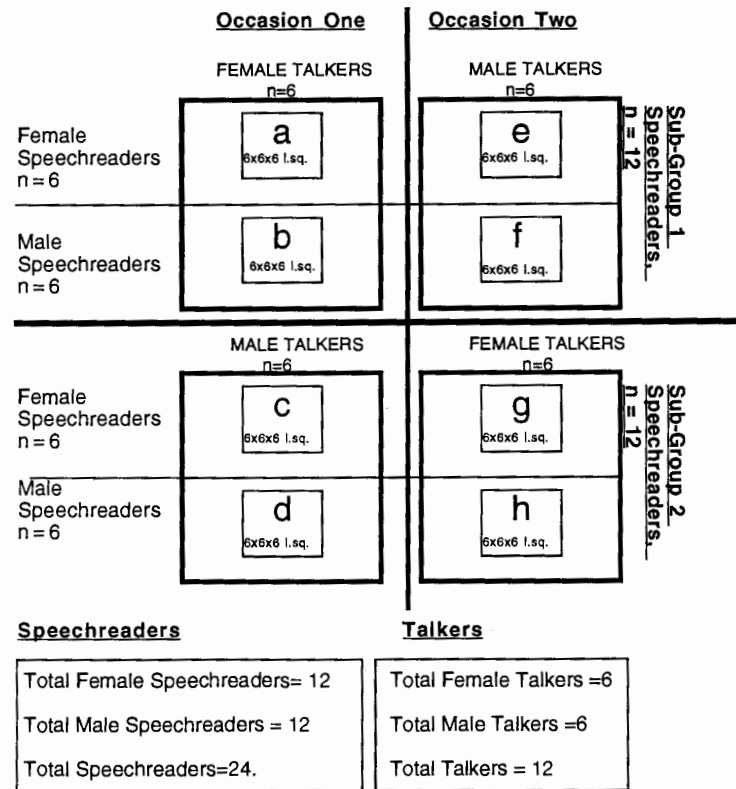 Occasion One
Occasion Two
FEMALE TALKERS
n=6
MALE TALKERS
n=6
Female
Speechreaders
n=6
a
6x6x6 l.sq.
e
6x6x6 l.sq.
Sub-Group 1
Speechreaders,
n = 12
Male
Speechreaders
n=6
b
6x6x6 l.sq.
f
6x6x6 l.sq.
MALE TALKERS
n=6
FEMALE TALKERS
n=6
Female
Speechreaders
n=6
c
6x6x6 l.sq.
g
6x6x6 l.sq.
Sub-Group 2
Speechreaders,
n = 12
Male
Speechreaders
n=6
d
6x6x6 l.sq.
h
6x6x6 l.sq.
Speechreaders
Total Female Speechreaders= 12
Total Male Speechreaders = 12
Total Speechreaders=24.
Talkers
Total Female Talkers =6
Total Male Talkers =6
Total Talkers = 12